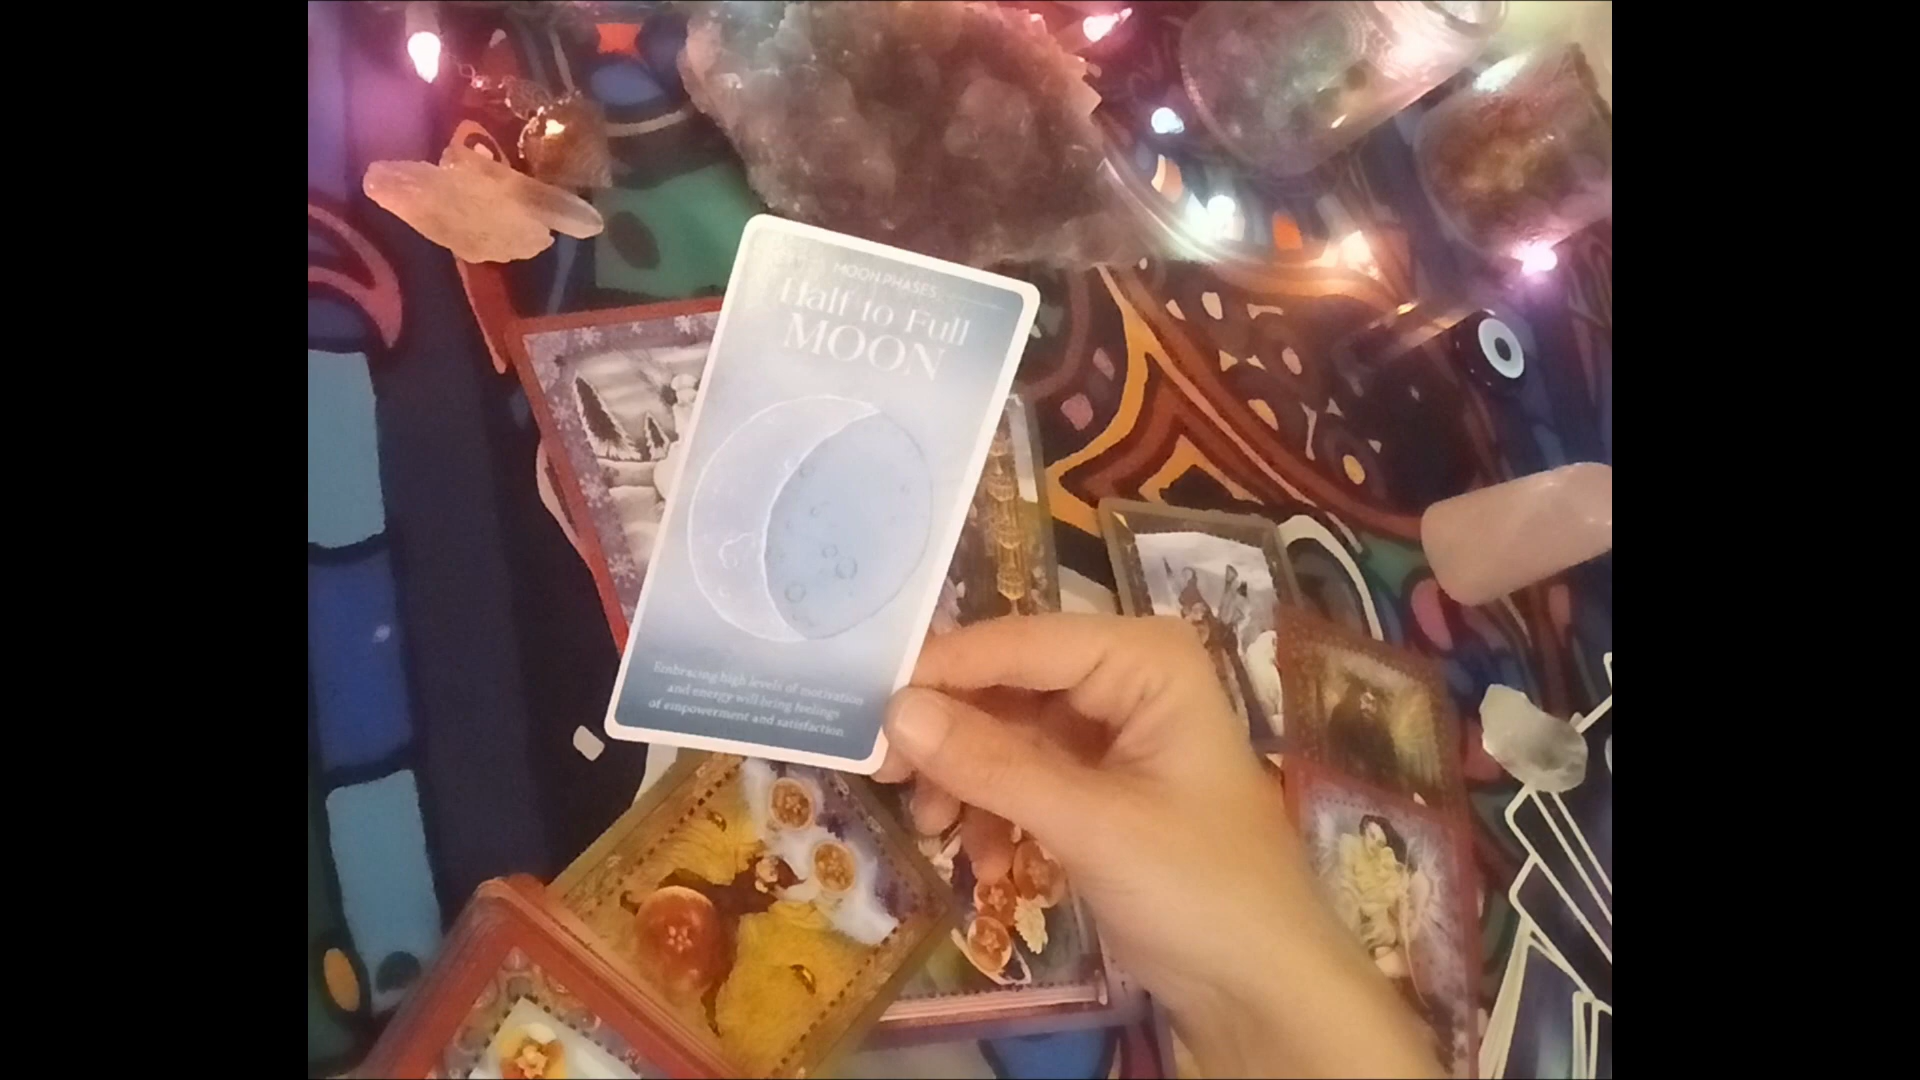 MOON PHASES
Half to Full
MOON
Embracing high levels of motivation
and energy will bring feelings
of empowerment and satisfaction